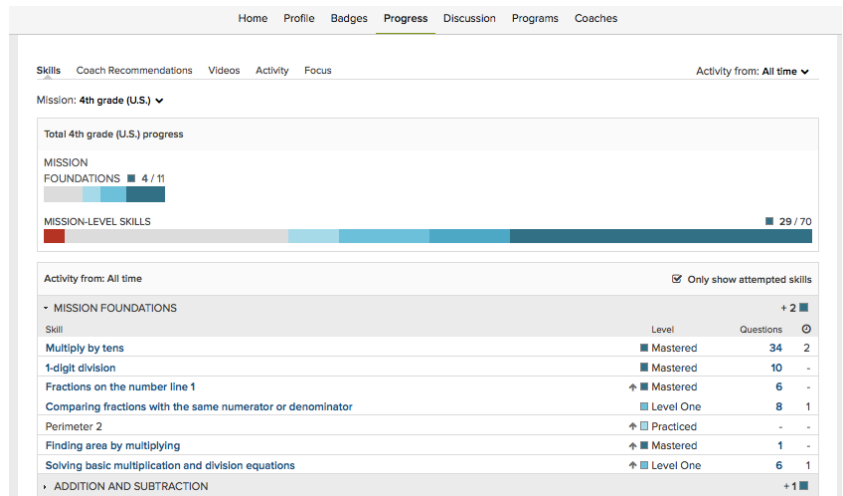 Home Profile Badges Progress Discussion Programs Coaches
Skills Coach Recommendations Videos Activity Focus Activity from: All time
Mission: 4th grade (U.S.)
Total 4th grade (U.S.) progress
MISSION
FOUNDATIONS 4 / 11
MISSION-LEVEL SKILLS 29 / 70
Activity from: All time Only show attempted skills
MISSION FOUNDATIONS + 2
Skill Level Questions
Multiply by tens Mastered 34 2
1-digit division Mastered 10 -
Fractions on the number line 1 Mastered 6 -
Comparing fractions with the same numerator or denominator Level One 8 1
Perimeter 2 Practiced - -
Finding area by multiplying Mastered 1 -
Solving basic multiplication and division equations Level One 6 1
ADDITION AND SUBTRACTION +1